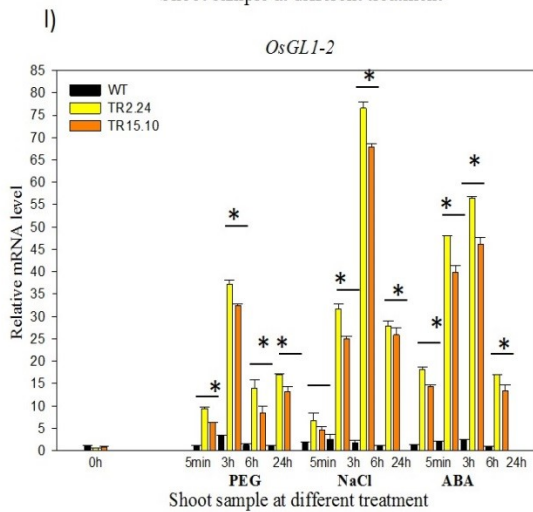 Shoot sample at different treatment
I)
OsGL1-2
85
80
75
70
65
60
55
50
45
40
35
30
25
20
15
10
5
0
Relative mRNA level
WT
TR2.24
TR15.10
* * * * * * * * * *
0h 5min 3h 6h 24h 5min 3h 6h 24h 5min 3h 6h 24h
PEG NaCl ABA
Shoot sample at different treatment